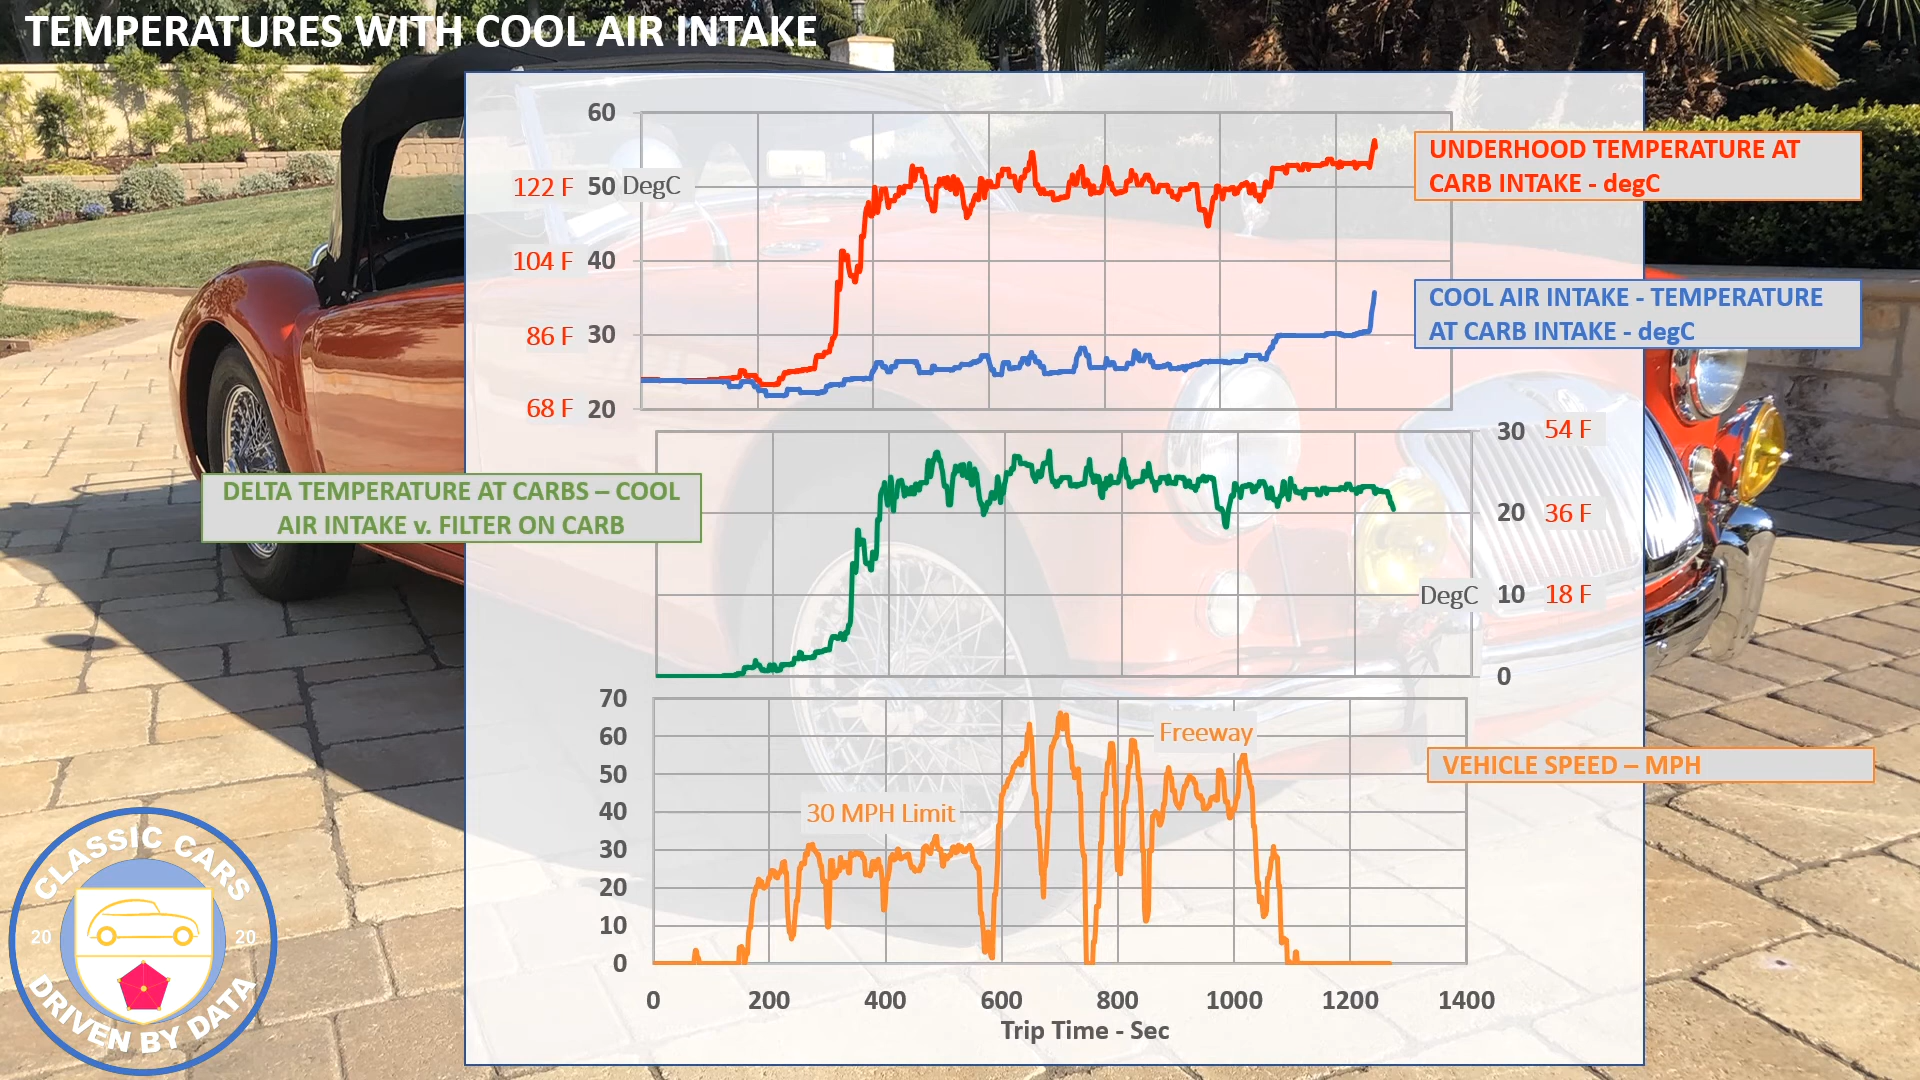 TEMPERATURES WITH COOL AIR INTAKE
60
122 F 50 DegC
104 F 40
86 F 30
68 F 20
UNDERHOOD TEMPERATURE AT
CARB INTAKE - degC
COOL AIR INTAKE - TEMPERATURE
AT CARB INTAKE - degC
30 54 F
20 36 F
DegC 10 18 F
0
DELTA TEMPERATURE AT CARBS – COOL
AIR INTAKE v. FILTER ON CARB
70
60
50
40
30
20
10
0
Freeway
30 MPH Limit
VEHICLE SPEED – MPH
0 200 400 600 800 1000 1200 1400
Trip Time - Sec
CLASSIC CARS
20 20
DRIVEN BY DATA